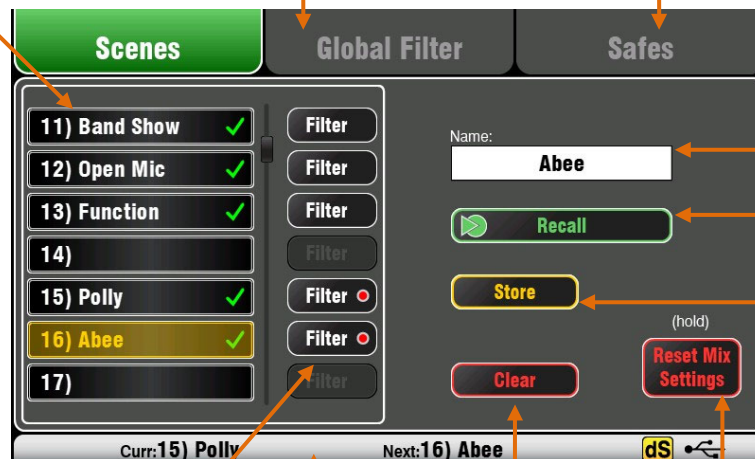 Scenes
Global Filter
Safes
11) Band Show
Filter
12) Open Mic
Filter
13) Function
Filter
14)
Filter
15) Polly
Filter
16) Abee
Filter
17)
Filter
Name:
Abee
Recall
Store
(hold)
Reset Mix
Settings
Clear
Curr:15) Polly
Next:16) Abee
dS